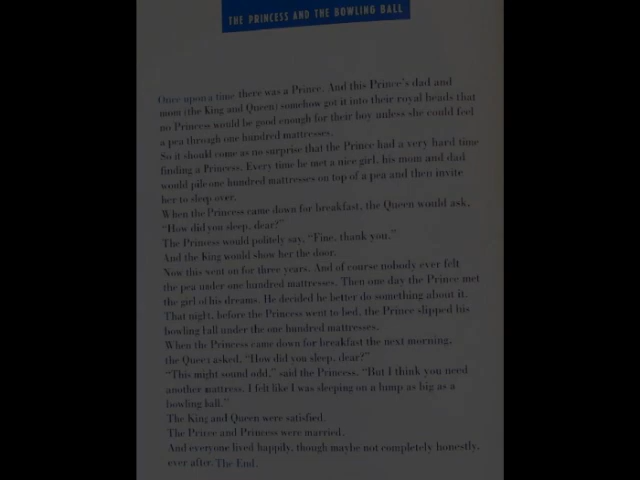 THE PRINCESS AND THE BOWLING BALL
Once upon a time there was a Prince. And this Prince's dad and
mom (the King and Queen) somehow got it into their royal heads that
no Princess would be good enough for their boy unless she could feel
a pea through one hundred mattresses.
So it should come as no surprise that the Prince had a very hard time
finding a Princess. Every time he met a nice girl, his mom and dad
would pile one hundred mattresses on top of a pea and then invite
her to sleep over.
When the Princess came down for breakfast, the Queen would ask,
"How did you sleep, dear?"
The Princess would politely say, "Fine, thank you."
And the King would show her the door.
Now this went on for three years. And of course nobody ever felt
the pea under one hundred mattresses. Then one day the Prince met
the girl of his dreams. He decided he better do something about it.
That night, before the Princess went to bed, the Prince slipped his
bowling ball under the one hundred mattresses.
When the Princess came down for breakfast the next morning,
the Queen asked, "How did you sleep, dear?"
"This might sound odd," said the Princess, "But I think you need
another mattress. I felt like I was sleeping on a lump as big as a
bowling ball."
The King and Queen were satisfied.
The Prince and Princess were married.
And everyone lived happily, though maybe not completely honestly,
ever after. The End.